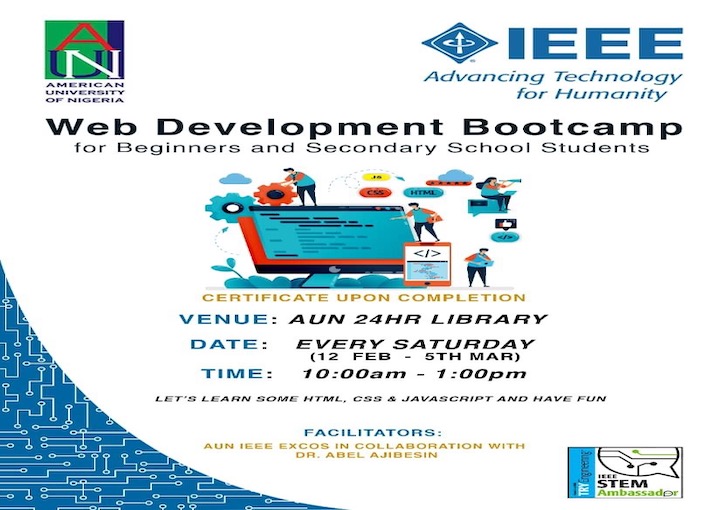 AUN
AMERICAN
UNIVERSITY
OF NIGERIA
IEEE
Advancing Technology
for Humanity
Web Development Bootcamp
for Beginners and Secondary School Students
JS
CSS
HTML
</>
</>
CERTIFICATE UPON COMPLETION
VENUE: AUN 24HR LIBRARY
DATE: EVERY SATURDAY
(12 FEB - 5TH MAR)
TIME: 10:00am - 1:00pm
LET'S LEARN SOME HTML, CSS & JAVASCRIPT AND HAVE FUN
FACILITATORS:
AUN IEEE EXCOS IN COLLABORATION WITH
DR. ABEL AJIBESIN
TRYEngineering
IEEE
STEM
Ambassador